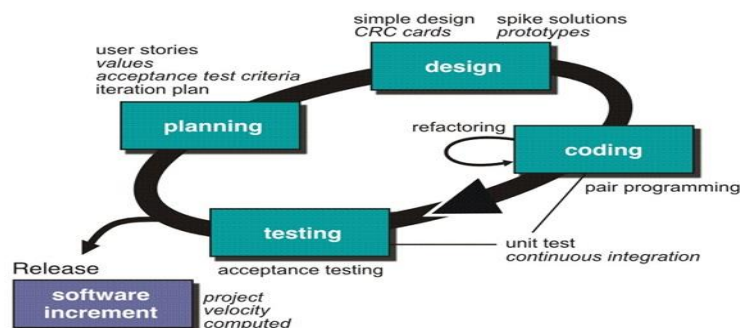 simple design
CRC cards
spike solutions
prototypes
user stories
values
acceptance test criteria
iteration plan
design
planning
refactoring
coding
pair programming
testing
unit test
continuous integration
acceptance testing
Release
software
increment
project
velocity
computed